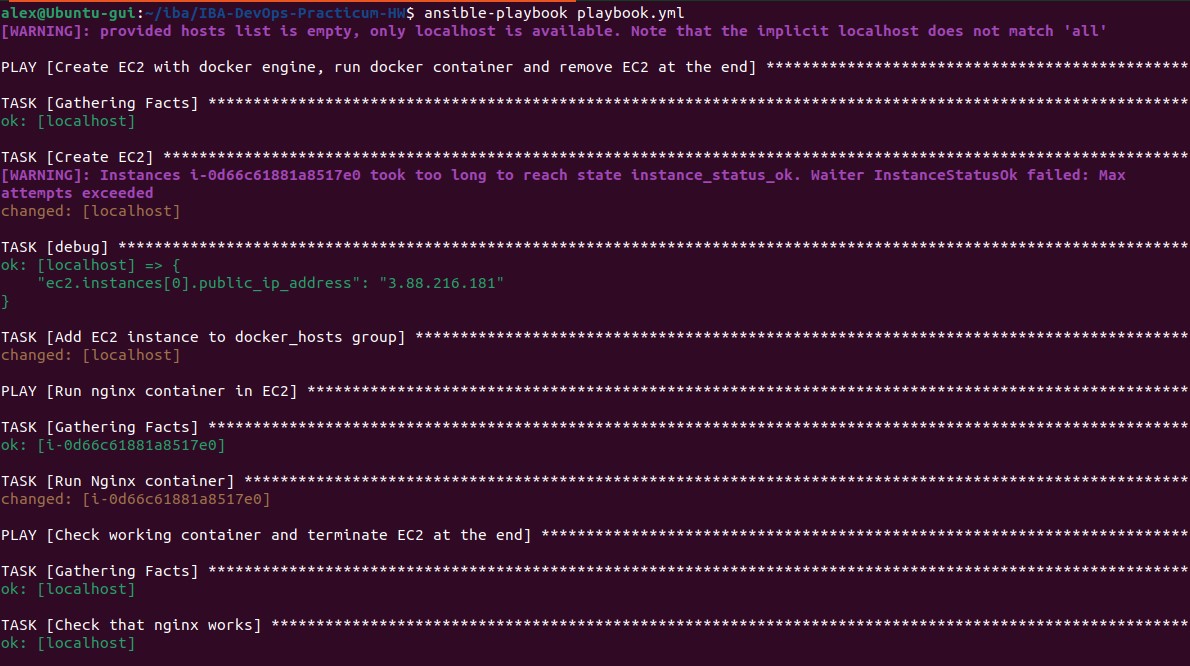 alex@Ubuntu-gui:~/iba/IBA-DevOps-Practicum-HW$ ansible-playbook playbook.yml
[WARNING]: provided hosts list is empty, only localhost is available. Note that the implicit localhost does not match 'all'
PLAY [Create EC2 with docker engine, run docker container and remove EC2 at the end] ***********************************************
TASK [Gathering Facts] *************************************************************************************************************
ok: [localhost]
TASK [Create EC2] ******************************************************************************************************************
[WARNING]: Instances i-0d66c61881a8517e0 took too long to reach state instance_status_ok. Waiter InstanceStatusOk failed: Max
attempts exceeded
changed: [localhost]
TASK [debug] ***********************************************************************************************************************
ok: [localhost] => {
    "ec2.instances[0].public_ip_address": "3.88.216.181"
}
TASK [Add EC2 instance to docker_hosts group] **************************************************************************************
changed: [localhost]
PLAY [Run nginx container in EC2] **************************************************************************************************
TASK [Gathering Facts] *************************************************************************************************************
ok: [i-0d66c61881a8517e0]
TASK [Run Nginx container] *********************************************************************************************************
changed: [i-0d66c61881a8517e0]
PLAY [Check working container and terminate EC2 at the end] ************************************************************************
TASK [Gathering Facts] *************************************************************************************************************
ok: [localhost]
TASK [Check that nginx works] ******************************************************************************************************
ok: [localhost]